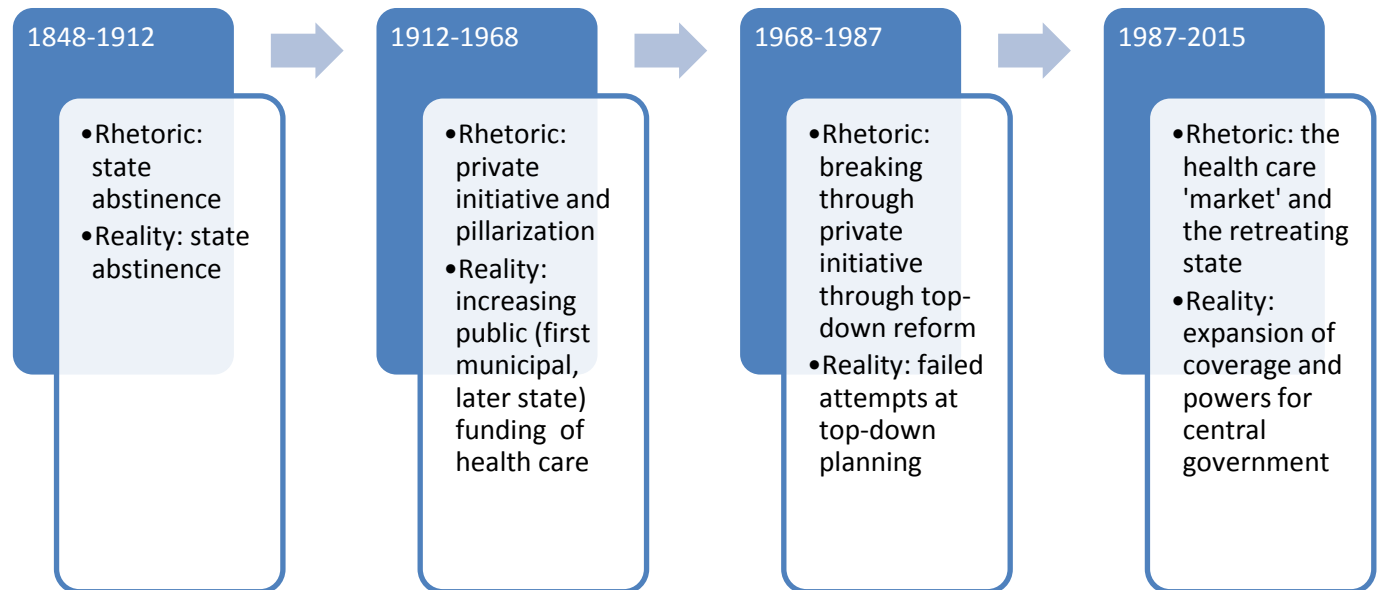 1848-1912
•Rhetoric:
state
abstinence
•Reality: state
abstinence
1912-1968
•Rhetoric:
private
initiative and
pillarization
•Reality:
increasing
public (first
municipal,
later state)
funding of
health care
1968-1987
•Rhetoric:
breaking
through
private
initiative
through top-
down reform
•Reality: failed
attempts at
top-down
planning
1987-2015
•Rhetoric: the
health care
'market' and
the retreating
state
•Reality:
expansion of
coverage and
powers for
central
government